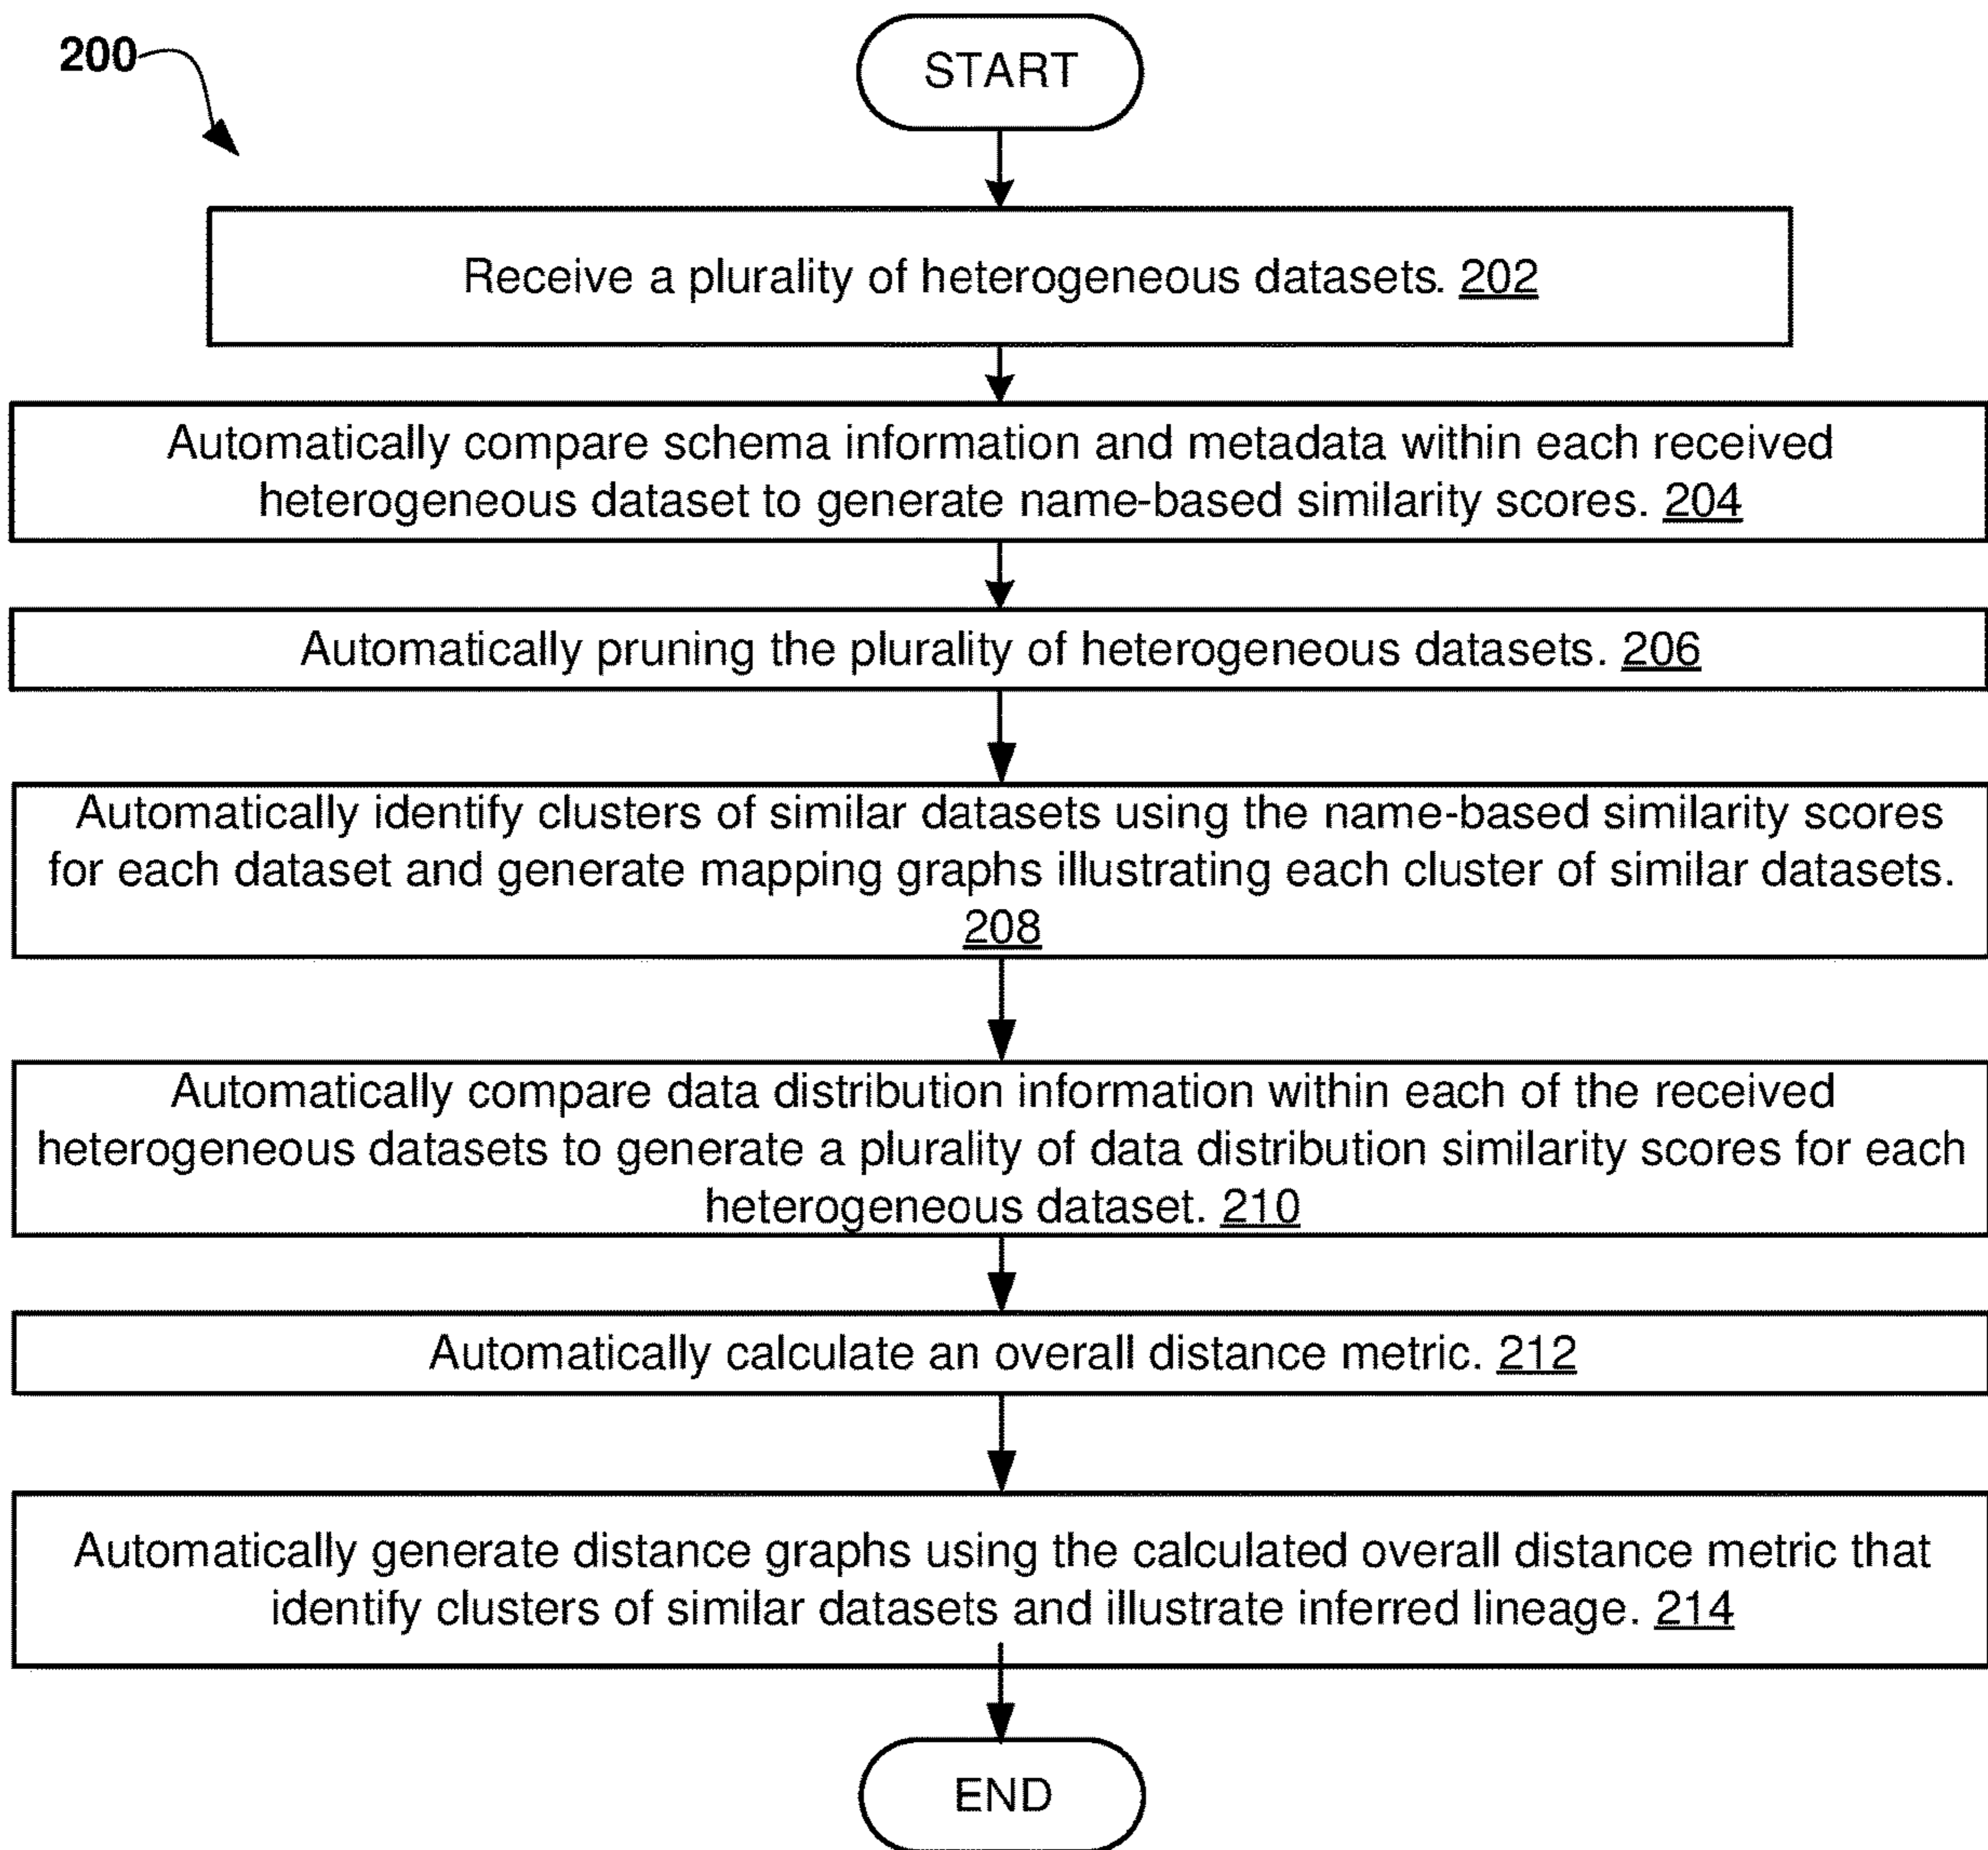 200
START
Receive a plurality of heterogeneous datasets. 202
Automatically compare schema information and metadata within each received
heterogeneous dataset to generate name-based similarity scores. 204
Automatically pruning the plurality of heterogeneous datasets. 206
Automatically identify clusters of similar datasets using the name-based similarity scores
for each dataset and generate mapping graphs illustrating each cluster of similar datasets.
208
Automatically compare data distribution information within each of the received
heterogeneous datasets to generate a plurality of data distribution similarity scores for each
heterogeneous dataset. 210
Automatically calculate an overall distance metric. 212
Automatically generate distance graphs using the calculated overall distance metric that
identify clusters of similar datasets and illustrate inferred lineage. 214
END